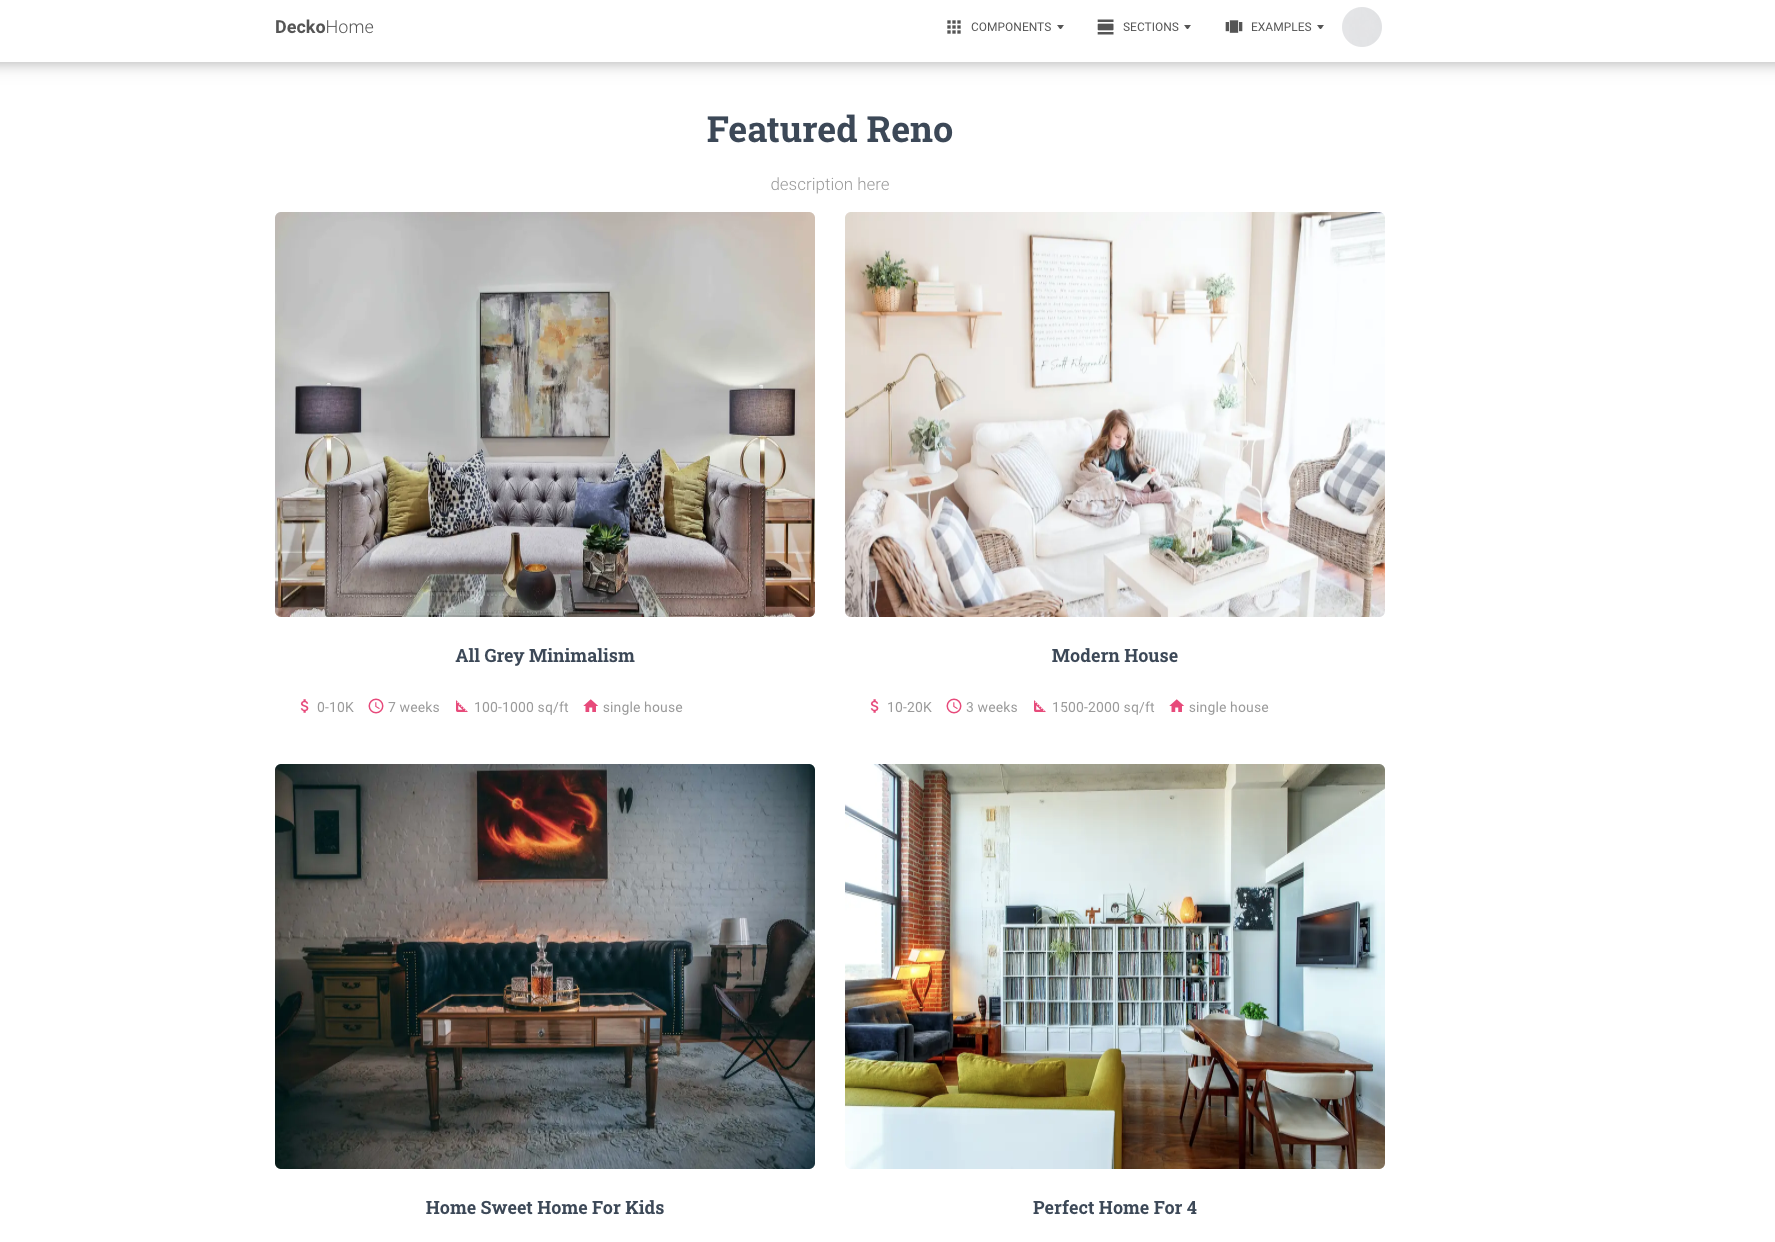 DeckoHome
COMPONENTS
SECTIONS
EXAMPLES
Featured Reno
description here
All Grey Minimalism
Modern House
0-10K 7 weeks 100-1000 sq/ft single house
10-20K 3 weeks 1500-2000 sq/ft single house
Home Sweet Home For Kids
Perfect Home For 4